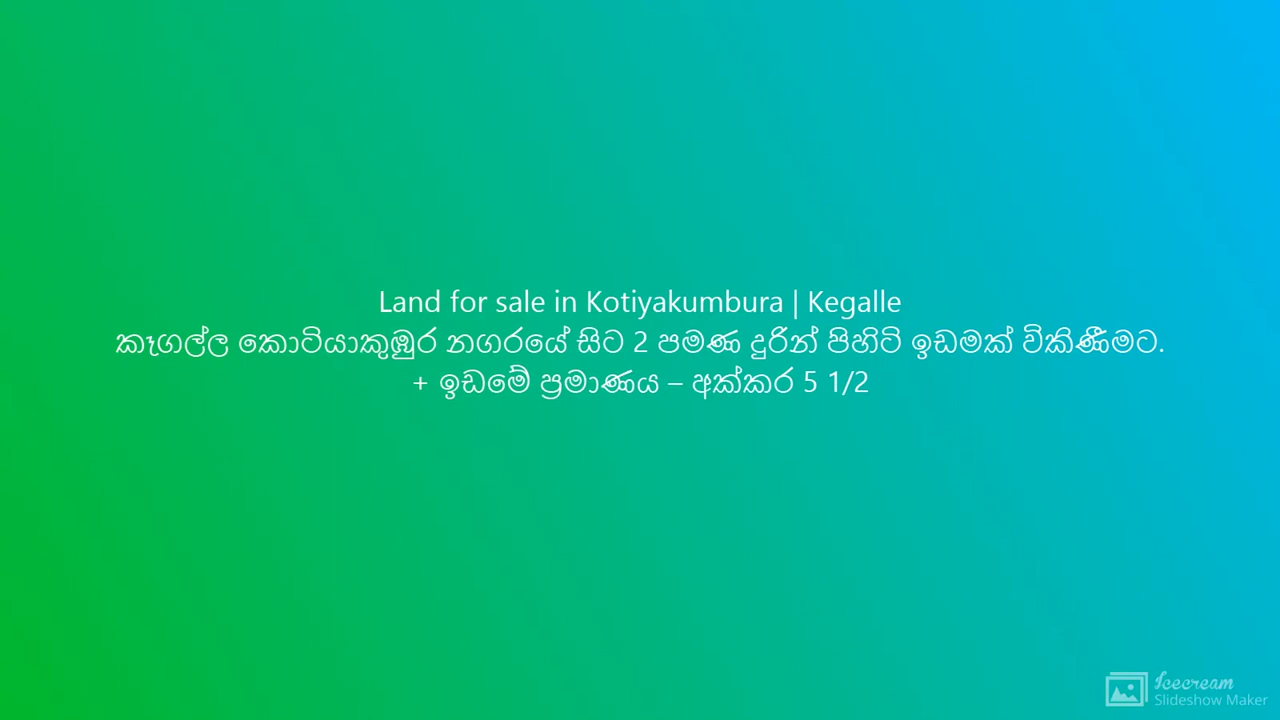 Land for sale in Kotiyakumbura | Kegalle
කෑගල්ල කොටියාකුඹුර නගරයේ සිට 2 පමණ දුරින් පිහිටි ඉඩමක් විකිණීමට.
+ ඉඩමේ ප්‍රමාණය – අක්කර 5 1/2
Icecream
Slideshow Maker